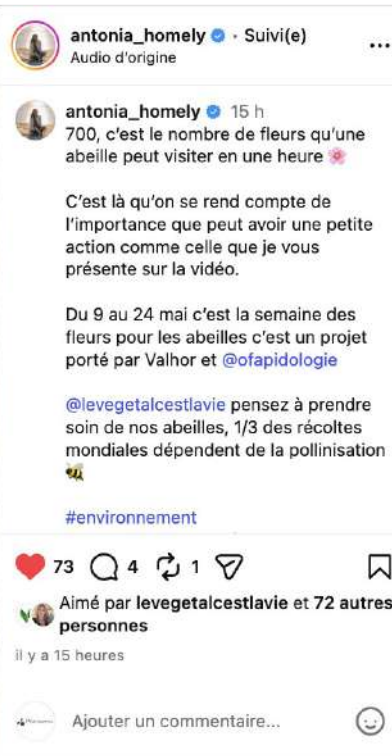 antonia_homely • Suivi(e)
Audio d'origine
antonia_homely 15 h
700, c'est le nombre de fleurs qu'une
abeille peut visiter en une heure 🌸
C'est là qu'on se rend compte de
l'importance que peut avoir une petite
action comme celle que je vous
présente sur la vidéo.
Du 9 au 24 mai c'est la semaine des
fleurs pour les abeilles c'est un projet
porté par Valhor et @ofapidologie
@levegetalcestlavie pensez à prendre
soin de nos abeilles, 1/3 des récoltes
mondiales dépendent de la pollinisation
🐝
#environnement
73 4 1
Aimé par levegetalcestlavie et 72 autres
personnes
il y a 15 heures
Ajouter un commentaire...